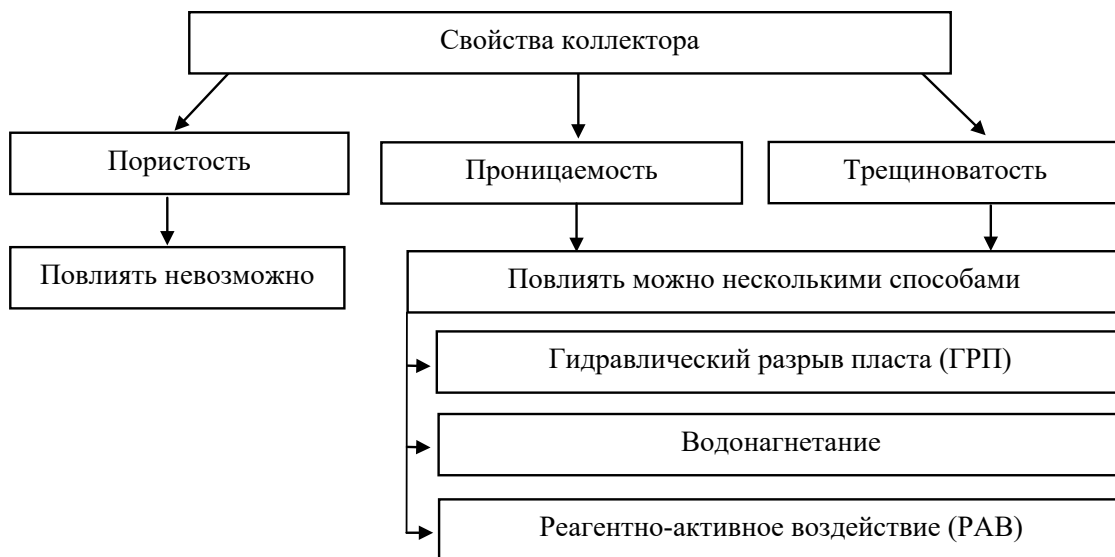 Свойства коллектора
Пористость
Проницаемость
Трещиноватость
Повлиять невозможно
Повлиять можно несколькими способами
Гидравлический разрыв пласта (ГРП)
Водонагнетание
Реагентно-активное воздействие (РАВ)